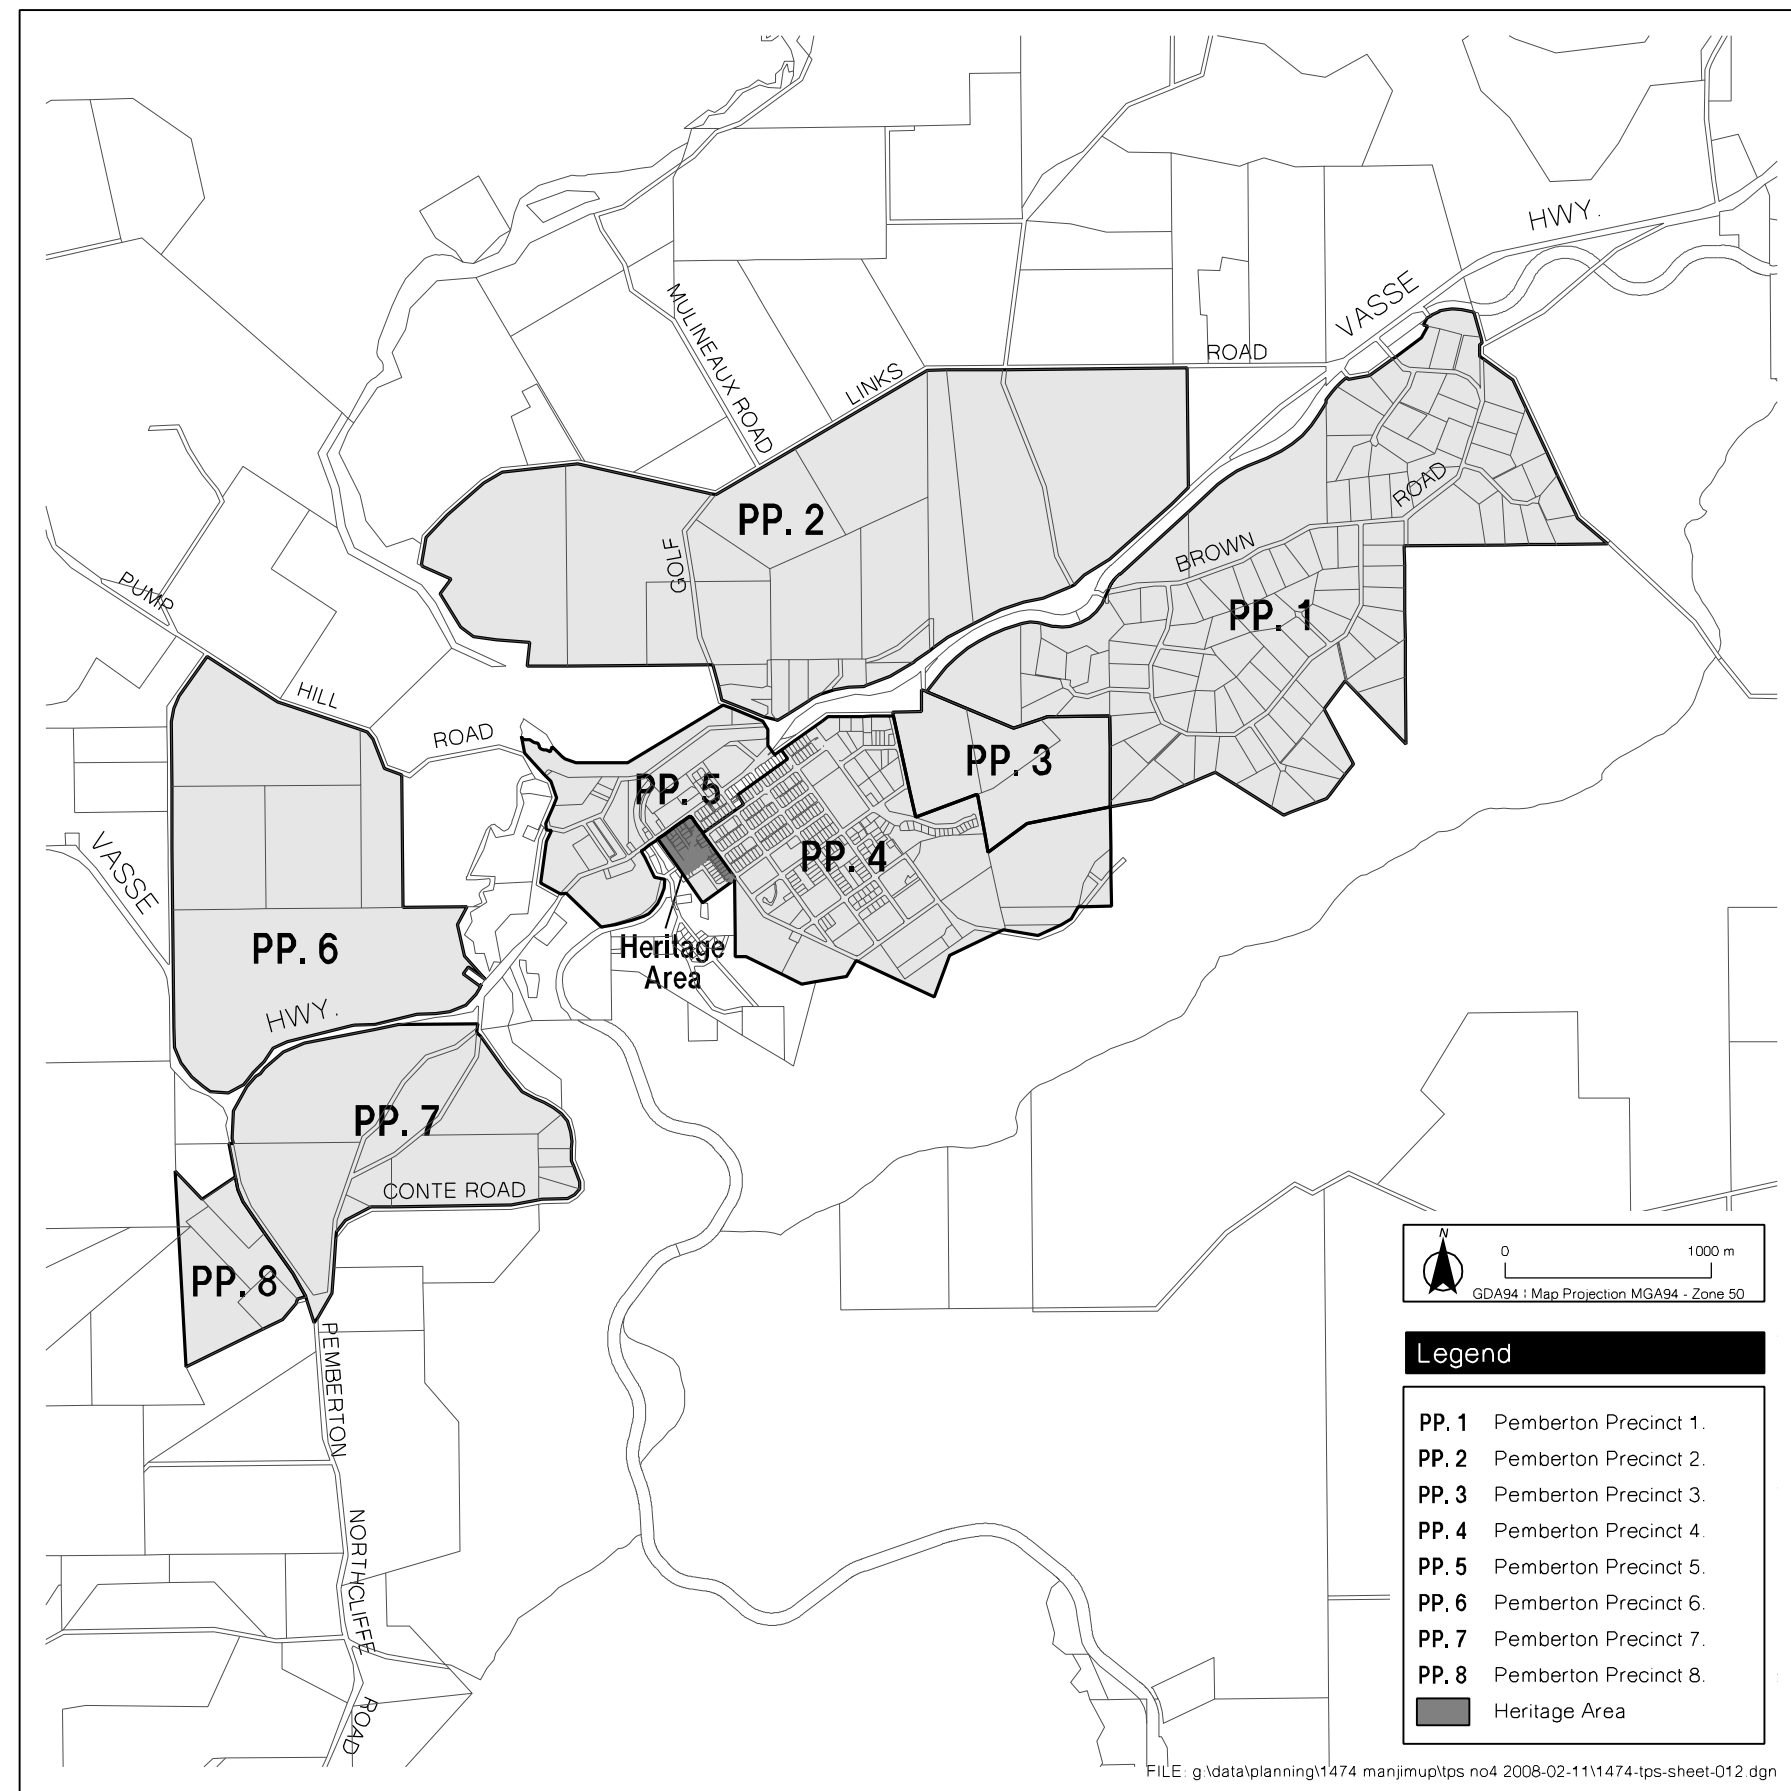 HWY.
VASSE
ROAD
MULINEAUX ROAD
LINKS
ROAD
PP. 2
GOLF
BROWN
PUMP
PP. 1
HILL
ROAD
PP. 3
PP. 5
VASSE
PP. 4
PP. 6
Heritage
Area
HWY.
PP. 7
CONTE ROAD
PP. 8
PEMBERTON
NORTHCLIFFE
ROAD
N
0 1000 m
GDA94 : Map Projection MGA94 - Zone 50
Legend
PP. 1 Pemberton Precinct 1.
PP. 2 Pemberton Precinct 2.
PP. 3 Pemberton Precinct 3.
PP. 4 Pemberton Precinct 4.
PP. 5 Pemberton Precinct 5.
PP. 6 Pemberton Precinct 6.
PP. 7 Pemberton Precinct 7.
PP. 8 Pemberton Precinct 8.
Heritage Area
FILE: g:\data\planning\1474 manjimup\tps no4 2008-02-11\1474-tps-sheet-012.dgn